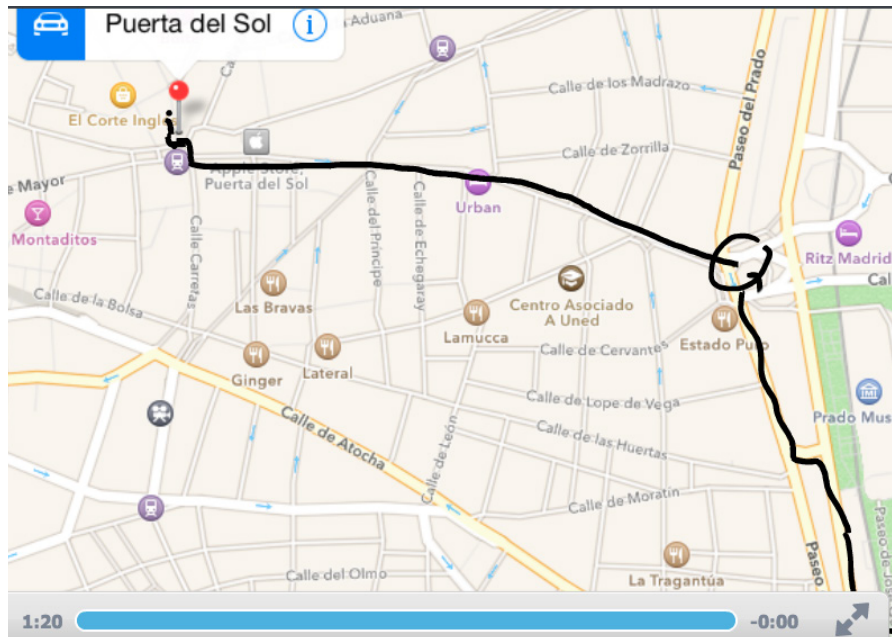 Puerta del Sol
Aduana
Calle de los Madrazo
Paseo del Prado
El Corte Ingl
Calle de Zorrilla
Apple Store,
Puerta del Sol
e Mayor
Urban
Montaditos
Calle Carretas
Calle del Príncipe
Calle de Echegaray
Ritz Madrid
Cal
Calle de la Bolsa
Las Bravas
Centro Asociado
A Uned
Lamucca
Calle de Cervantes
Estado Puro
Ginger
Lateral
Calle de Lope de Vega
Prado Mus
Calle de Atocha
Calle de León
Calle de las Huertas
Calle de Moratín
Paseo de José
Calle del Olmo
La Tragantúa
Paseo
1:20
-0:00